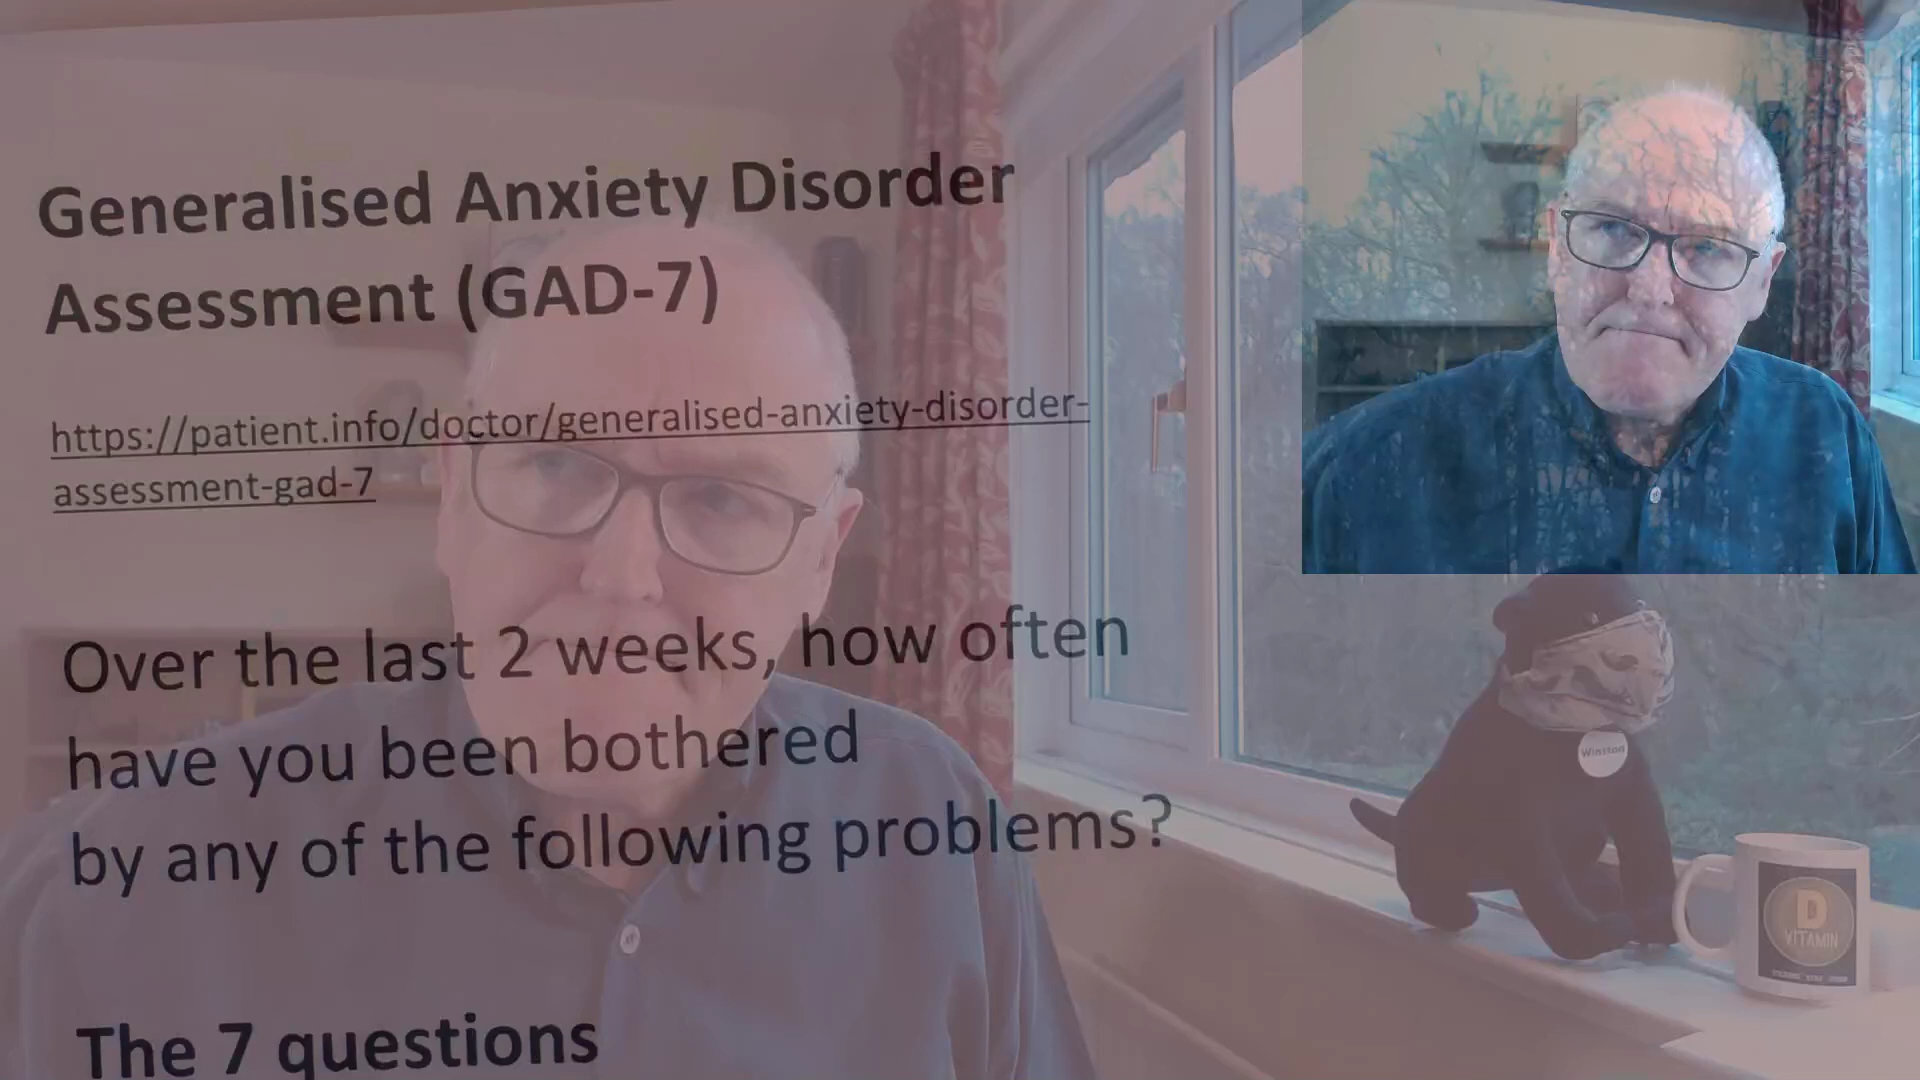 Generalised Anxiety Disorder
Assessment (GAD-7)
https://patient.info/doctor/generalised-anxiety-disorder-
assessment-gad-7
Over the last 2 weeks, how often
have you been bothered
by any of the following problems?
The 7 questions
Winston
D
VITAMIN